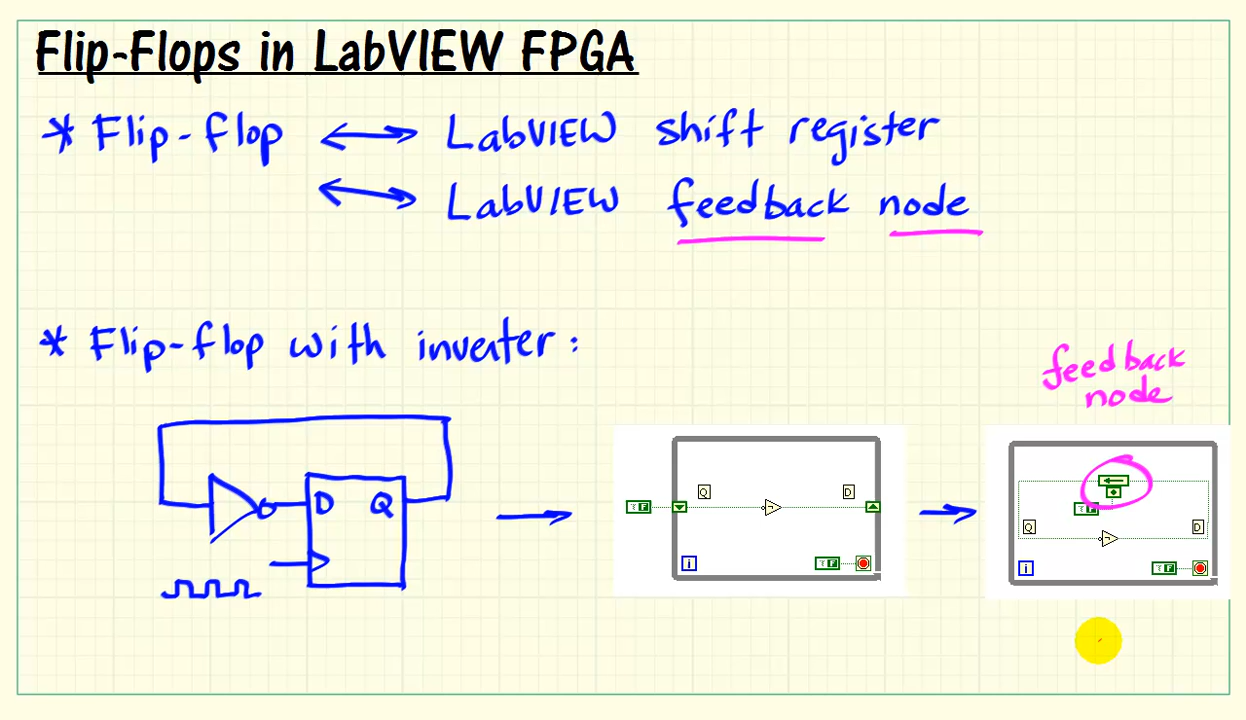 Flip-Flops in LabVIEW FPGA
* Flip-flop ⟷ LabVIEW shift register
⟷ LabVIEW feedback node
* Flip-flop with inverter:
feedback
node
D Q
Q D
F
i
F
F
Q D
i
F